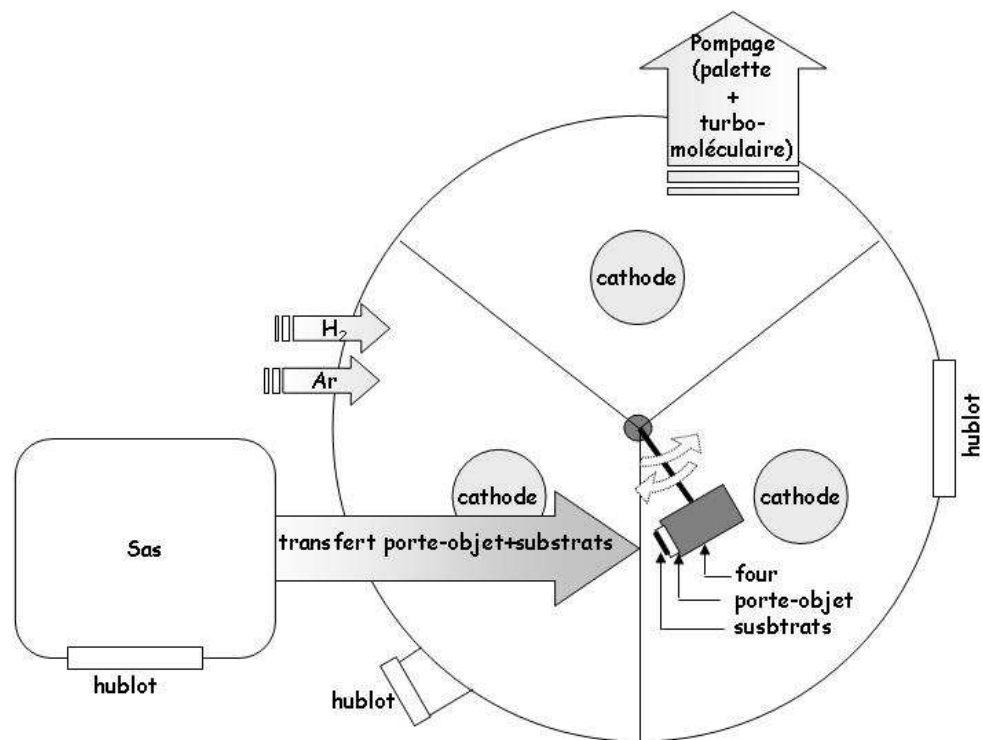 Pompage
(palette
+
turbo-
moléculaire)
cathode
H2
Ar
hublot
cathode
cathode
Sas
transfert porte-objet+substrats
four
porte-objet
susbtrats
hublot
hublot